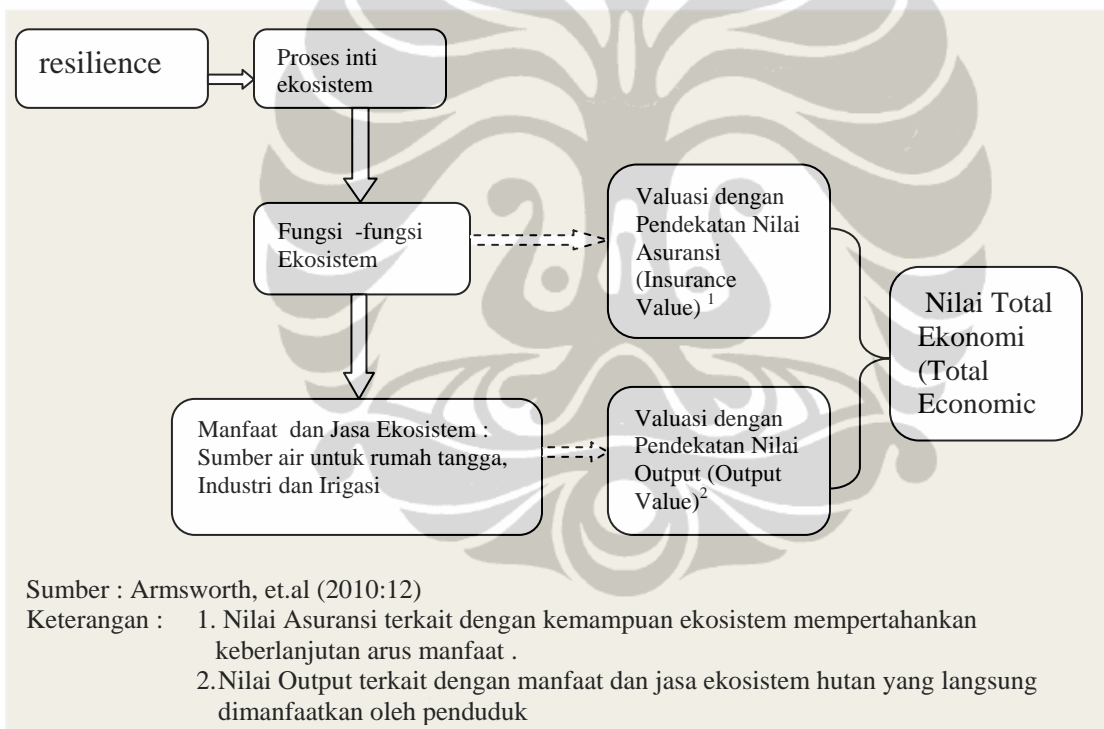 resilience
Proses inti
ekosistem
Fungsi -fungsi
Ekosistem
Valuasi dengan
Pendekatan Nilai
Asuransi
(Insurance
Value) 1
Nilai Total
Ekonomi
(Total
Economic
Manfaat dan Jasa Ekosistem :
Sumber air untuk rumah tangga,
Industri dan Irigasi
Valuasi dengan
Pendekatan Nilai
Output (Output
Value)2
Sumber : Armsworth, et.al (2010:12)
Keterangan : 1. Nilai Asuransi terkait dengan kemampuan ekosistem mempertahankan
keberlanjutan arus manfaat .
2.Nilai Output terkait dengan manfaat dan jasa ekosistem hutan yang langsung
dimanfaatkan oleh penduduk